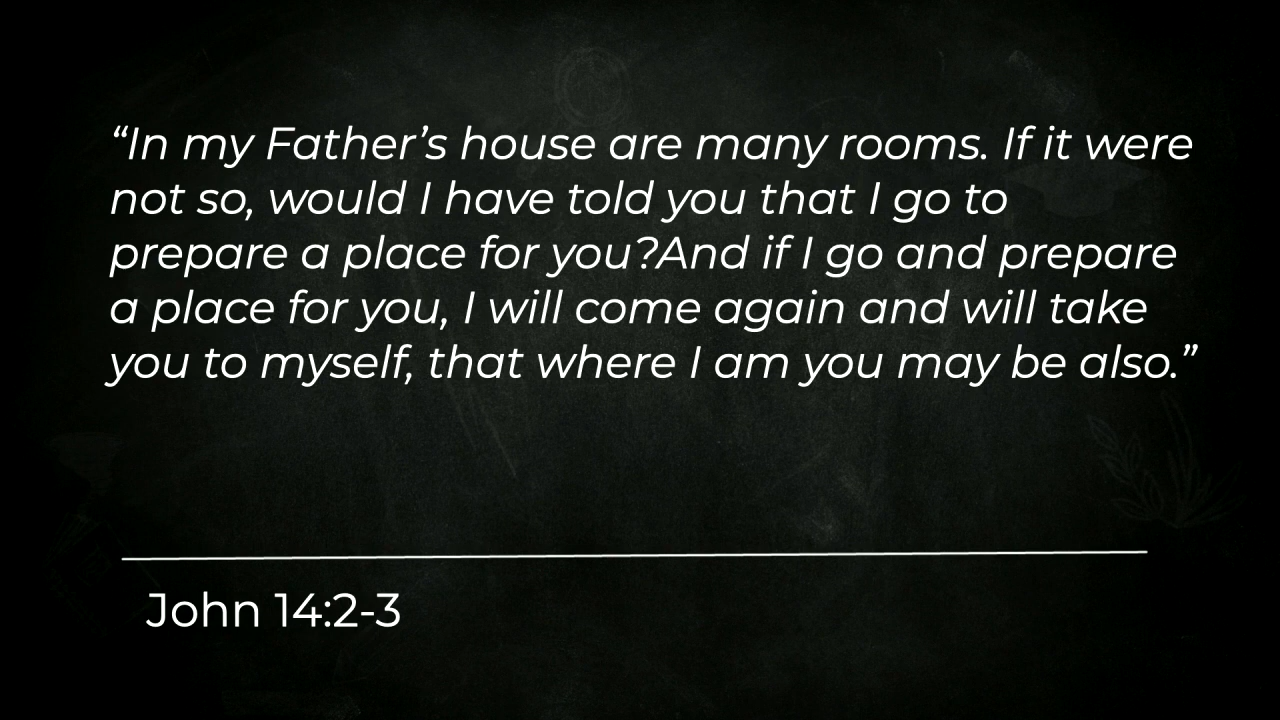 “In my Father’s house are many rooms. If it were
not so, would I have told you that I go to
prepare a place for you?And if I go and prepare
a place for you, I will come again and will take
you to myself, that where I am you may be also.”
John 14:2-3